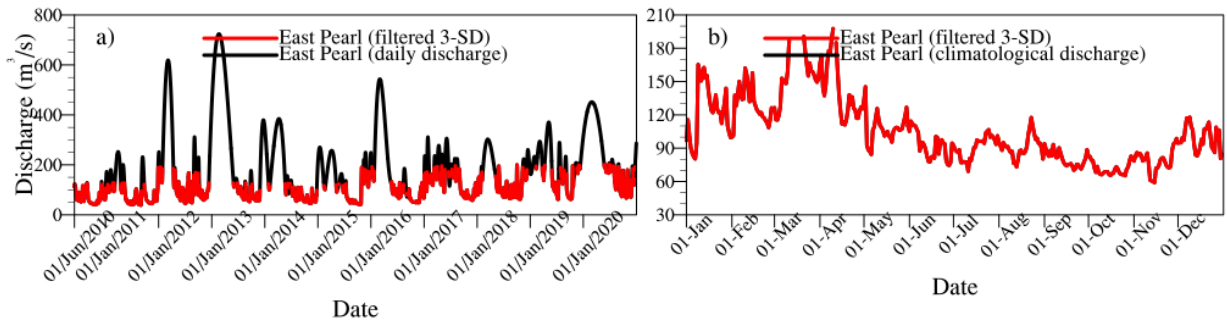 800
600
400
200
0
Discharge (m³/s)
a)
East Pearl (filtered 3-SD)
East Pearl (daily discharge)
01/Jun/2010
01/Jan/2011
01/Jan/2012
01/Jan/2013
01/Jan/2014
01/Jan/2015
01/Jan/2016
01/Jan/2017
01/Jan/2018
01/Jan/2019
01/Jan/2020
Date
210
180
150
120
90
60
30
b)
East Pearl (filtered 3-SD)
East Pearl (climatological discharge)
01-Jan
01-Feb
01-Mar
01-Apr
01-May
01-Jun
01-Jul
01-Aug
01-Sep
01-Oct
01-Nov
01-Dec
Date